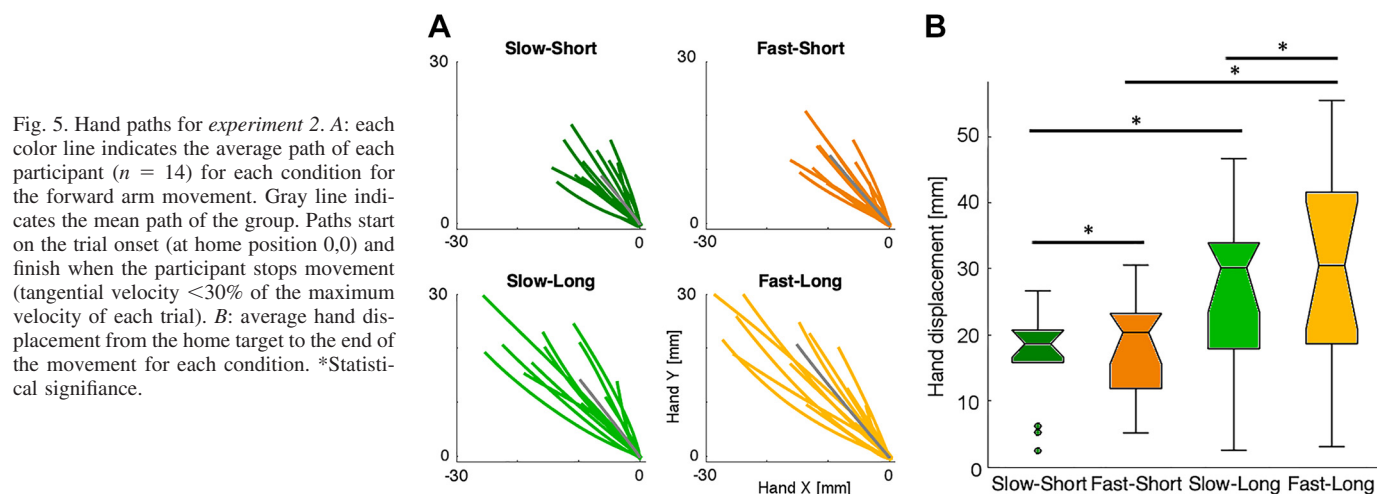 Fig. 5. Hand paths for experiment 2. A: each
color line indicates the average path of each
participant (n = 14) for each condition for
the forward arm movement. Gray line indi-
cates the mean path of the group. Paths start
on the trial onset (at home position 0,0) and
finish when the participant stops movement
(tangential velocity <30% of the maximum
velocity of each trial). B: average hand dis-
placement from the home target to the end of
the movement for each condition. *Statisti-
cal signifiance.
A
Slow-Short
30
0
-30
0
Fast-Short
30
0
-30
0
Slow-Long
30
0
-30
0
Fast-Long
30
Hand Y [mm]
0
-30
0
Hand X [mm]
B
*
*
*
*
Hand displacement [mm]
50
40
30
20
10
0
Slow-Short Fast-Short Slow-Long Fast-Long